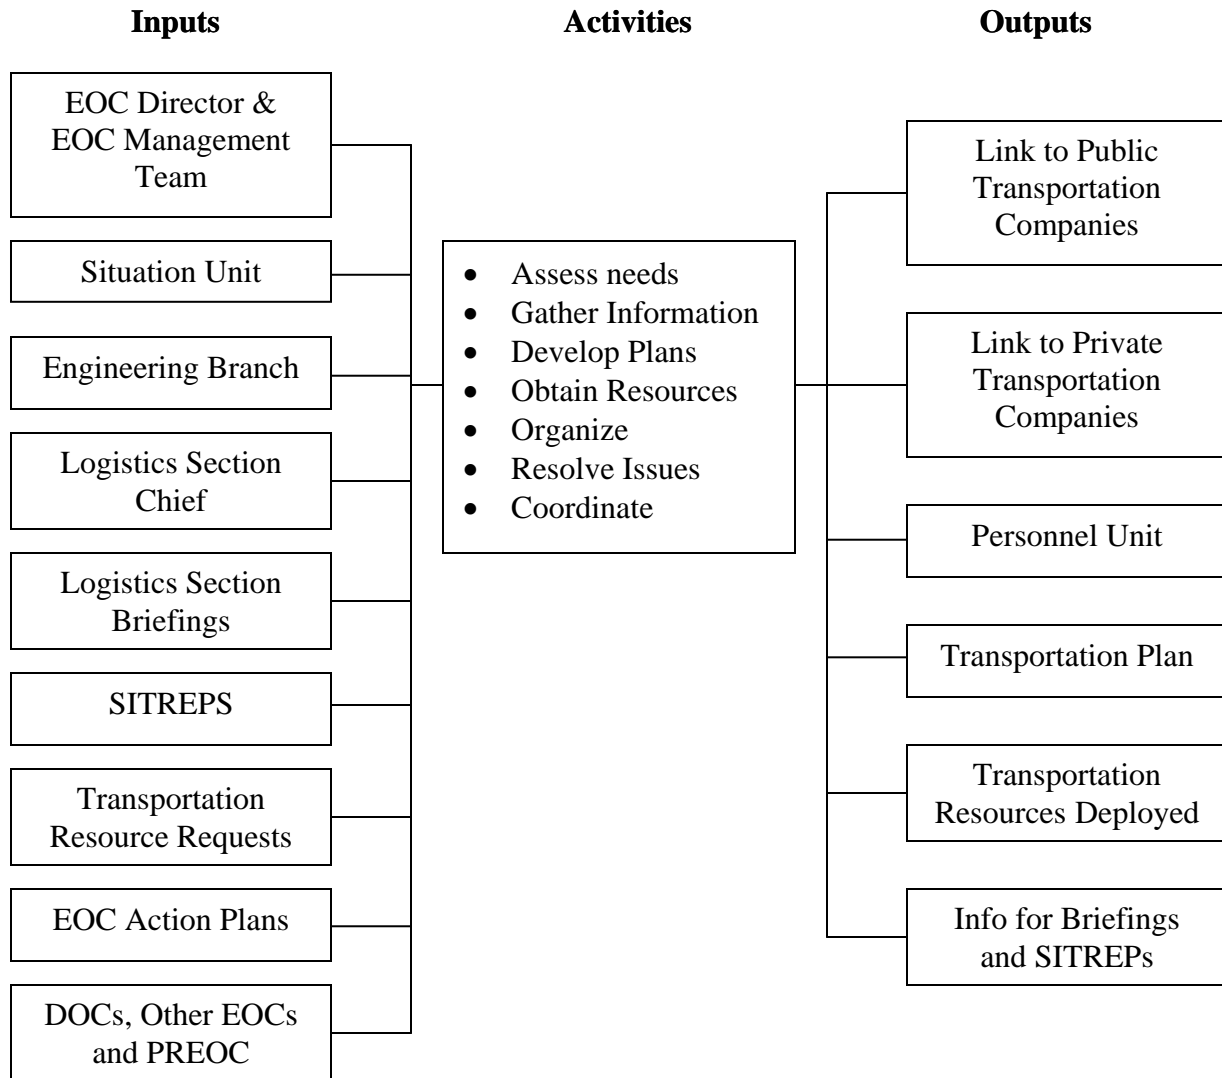 Inputs
Activities
Outputs
EOC Director &
EOC Management
Team
Situation Unit
Engineering Branch
Logistics Section
Chief
Logistics Section
Briefings
SITREPS
Transportation
Resource Requests
EOC Action Plans
DOCs, Other EOCs
and PREOC
• Assess needs
• Gather Information
• Develop Plans
• Obtain Resources
• Organize
• Resolve Issues
• Coordinate
Link to Public
Transportation
Companies
Link to Private
Transportation
Companies
Personnel Unit
Transportation Plan
Transportation
Resources Deployed
Info for Briefings
and SITREPs